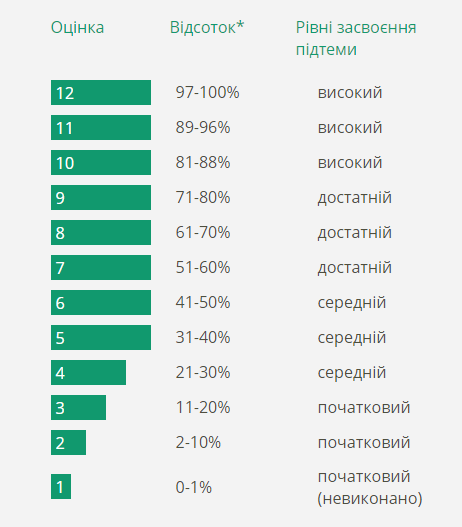 Оцінка Відсоток* Рівні засвоєння
підтеми
12 97-100% високий
11 89-96% високий
10 81-88% високий
9 71-80% достатній
8 61-70% достатній
7 51-60% достатній
6 41-50% середній
5 31-40% середній
4 21-30% середній
3 11-20% початковий
2 2-10% початковий
1 0-1% початковий
(невиконано)